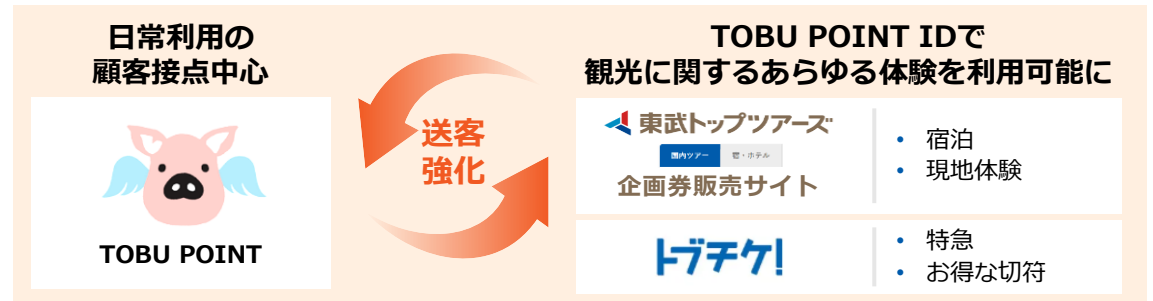 日常利用の
顧客接点中心
TOBU POINT
送客
強化
TOBU POINT IDで
観光に関するあらゆる体験を利用可能に
東武トップツアーズ
国内ツアー 宿・ホテル
企画券販売サイト
• 宿泊
• 現地体験
トブチケ!
• 特急
• お得な切符